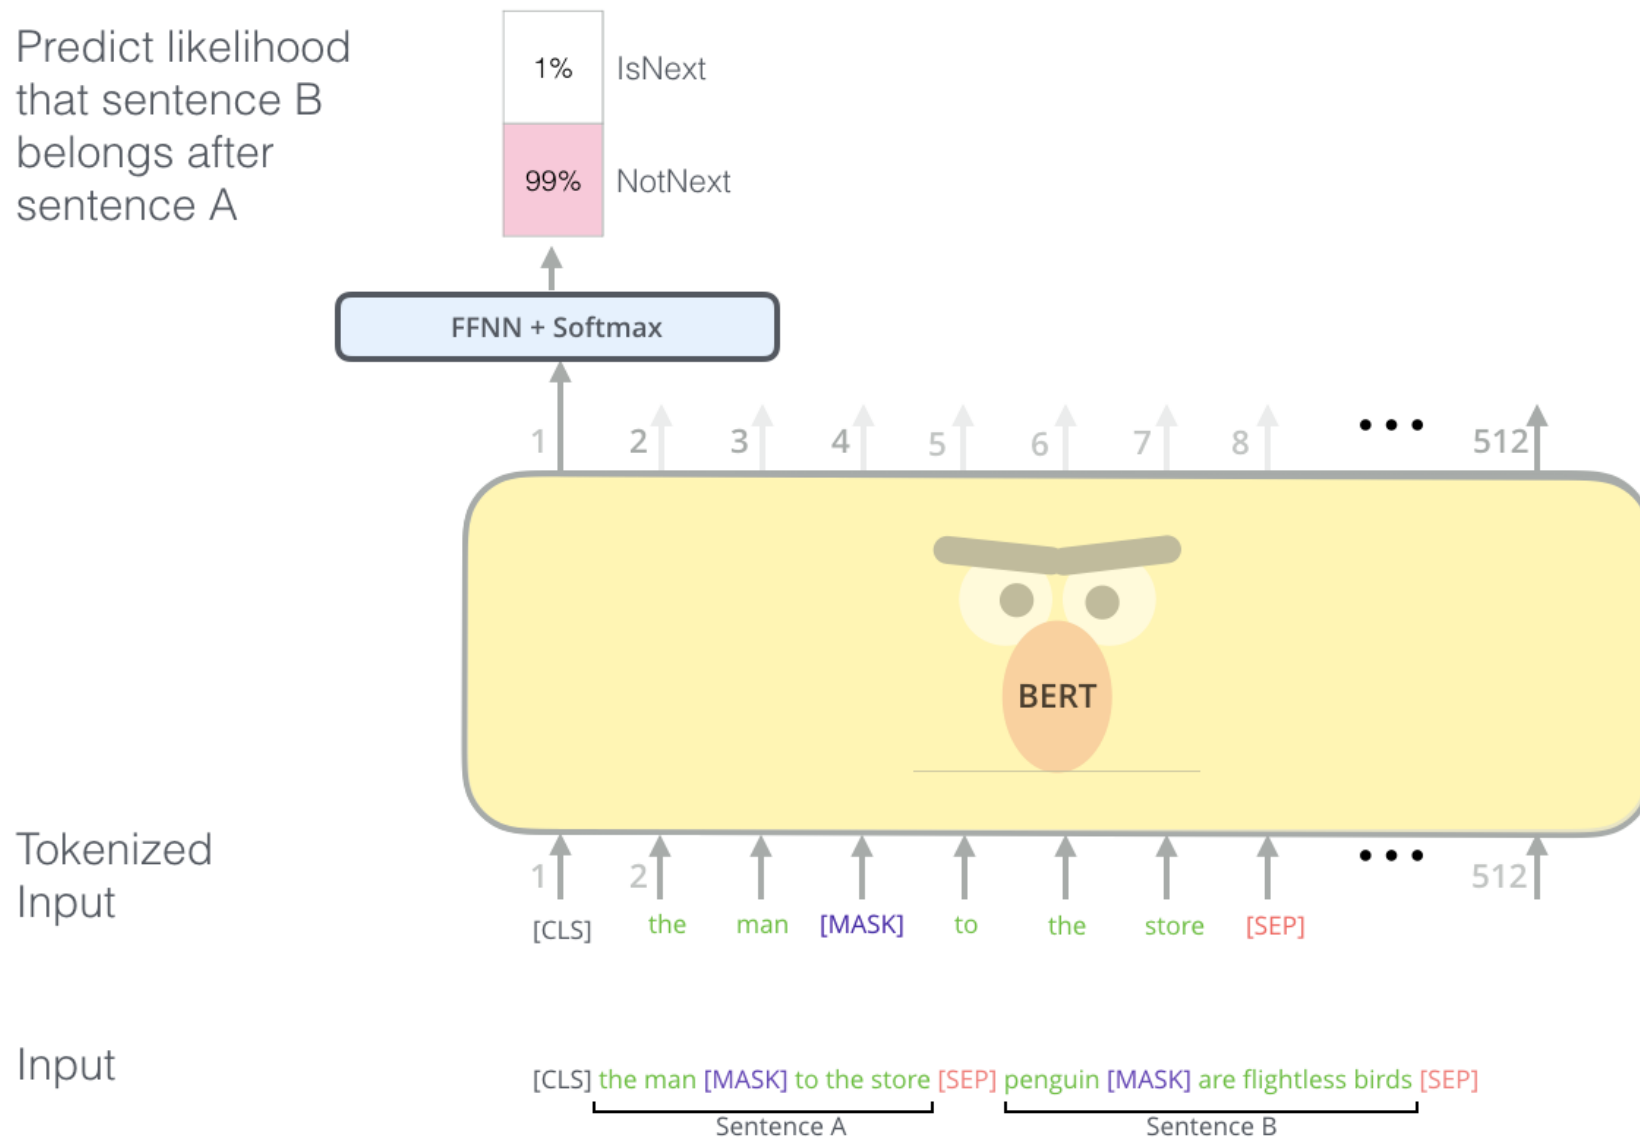 Predict likelihood
that sentence B
belongs after
sentence A
1% IsNext
99% NotNext
FFNN + Softmax
1 2 3 4 5 6 7 8 ••• 512
BERT
Tokenized
Input
1 2 ••• 512
[CLS] the man [MASK] to the store [SEP]
Input
[CLS] the man [MASK] to the store [SEP] penguin [MASK] are flightless birds [SEP]
Sentence A Sentence B